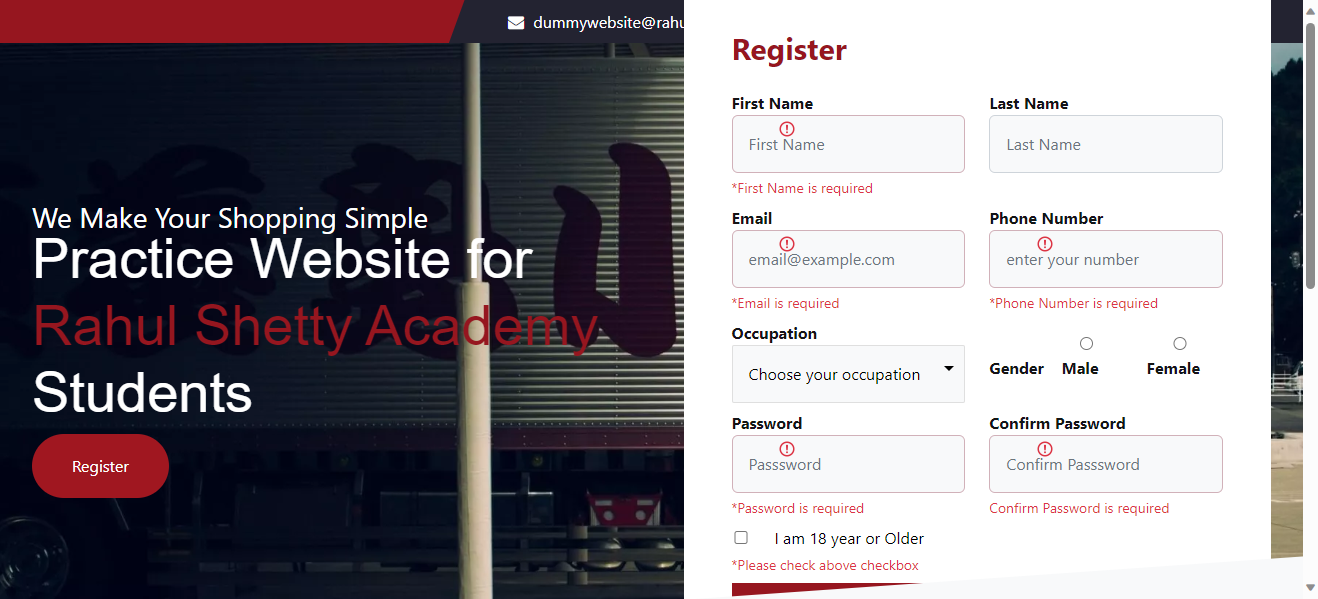 dummywebsite@rahu
We Make Your Shopping Simple
Practice Website for
Rahul Shetty Academy
Students
Register
Register
First Name
Last Name
First Name
Last Name
*First Name is required
Email
Phone Number
email@example.com
enter your number
*Email is required
*Phone Number is required
Occupation
Choose your occupation
Gender
Male
Female
Password
Confirm Password
Passsword
Confirm Passsword
*Password is required
Confirm Password is required
I am 18 year or Older
*Please check above checkbox